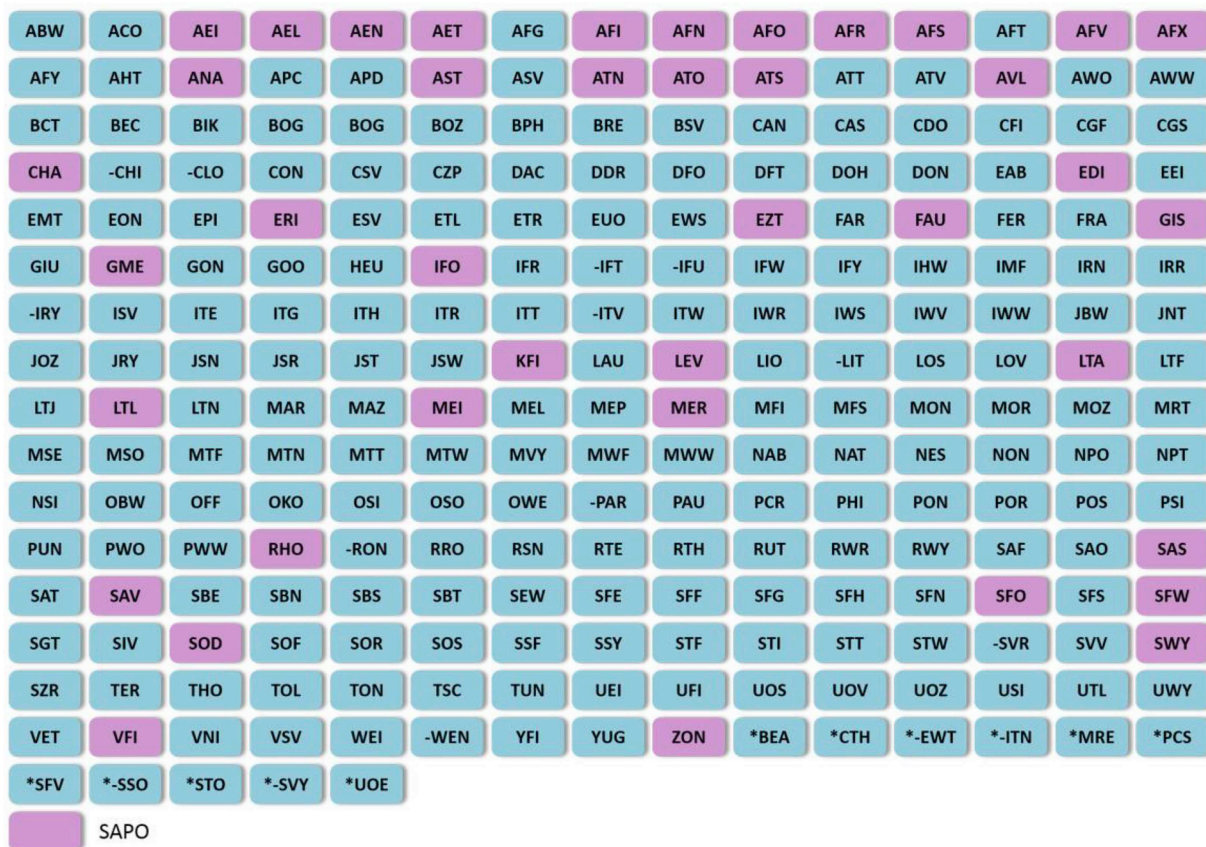 ABW ACO AEI AEL AEN AET AFG AFI AFN AFO AFR AFS AFT AFV AFX
AFY AHT ANA APC APD AST ASV ATN ATO ATS ATT ATV AVL AWO AWW
BCT BEC BIK BOG BOG BOZ BPH BRE BSV CAN CAS CDO CFI CGF CGS
CHA -CHI -CLO CON CSV CZP DAC DDR DFO DFT DOH DON EAB EDI EEI
EMT EON EPI ERI ESV ETL ETR EUO EWS EZT FAR FAU FER FRA GIS
GIU GME GON GOO HEU IFO IFR -IFT -IFU IFW IFY IHW IMF IRN IRR
-IRY ISV ITE ITG ITH ITR ITT -ITV ITW IWR IWS IWV IWW JBW JNT
JOZ JRY JSN JSR JST JSW KFI LAU LEV LIO -LIT LOS LOV LTA LTF
LTJ LTL LTN MAR MAZ MEI MEL MEP MER MFI MFS MON MOR MOZ MRT
MSE MSO MTF MTN MTT MTW MVY MWF MWW NAB NAT NES NON NPO NPT
NSI OBW OFF OKO OSI OSO OWE -PAR PAU PCR PHI PON POR POS PSI
PUN PWO PWW RHO -RON RRO RSN RTE RTH RUT RWR RWY SAF SAO SAS
SAT SAV SBE SBN SBS SBT SEW SFE SFF SFG SFH SFN SFO SFS SFW
SGT SIV SOD SOF SOR SOS SSF SSY STF STI STT STW -SVR SVV SWY
SZR TER THO TOL TON TSC TUN UEI UFI UOS UOV UOZ USI UTL UWY
VET VFI VNI VSV WEI -WEN YFI YUG ZON *BEA *CTH *-EWT *-ITN *MRE *PCS
*SFV *-SSO *STO *-SVY *UOE
SAPO